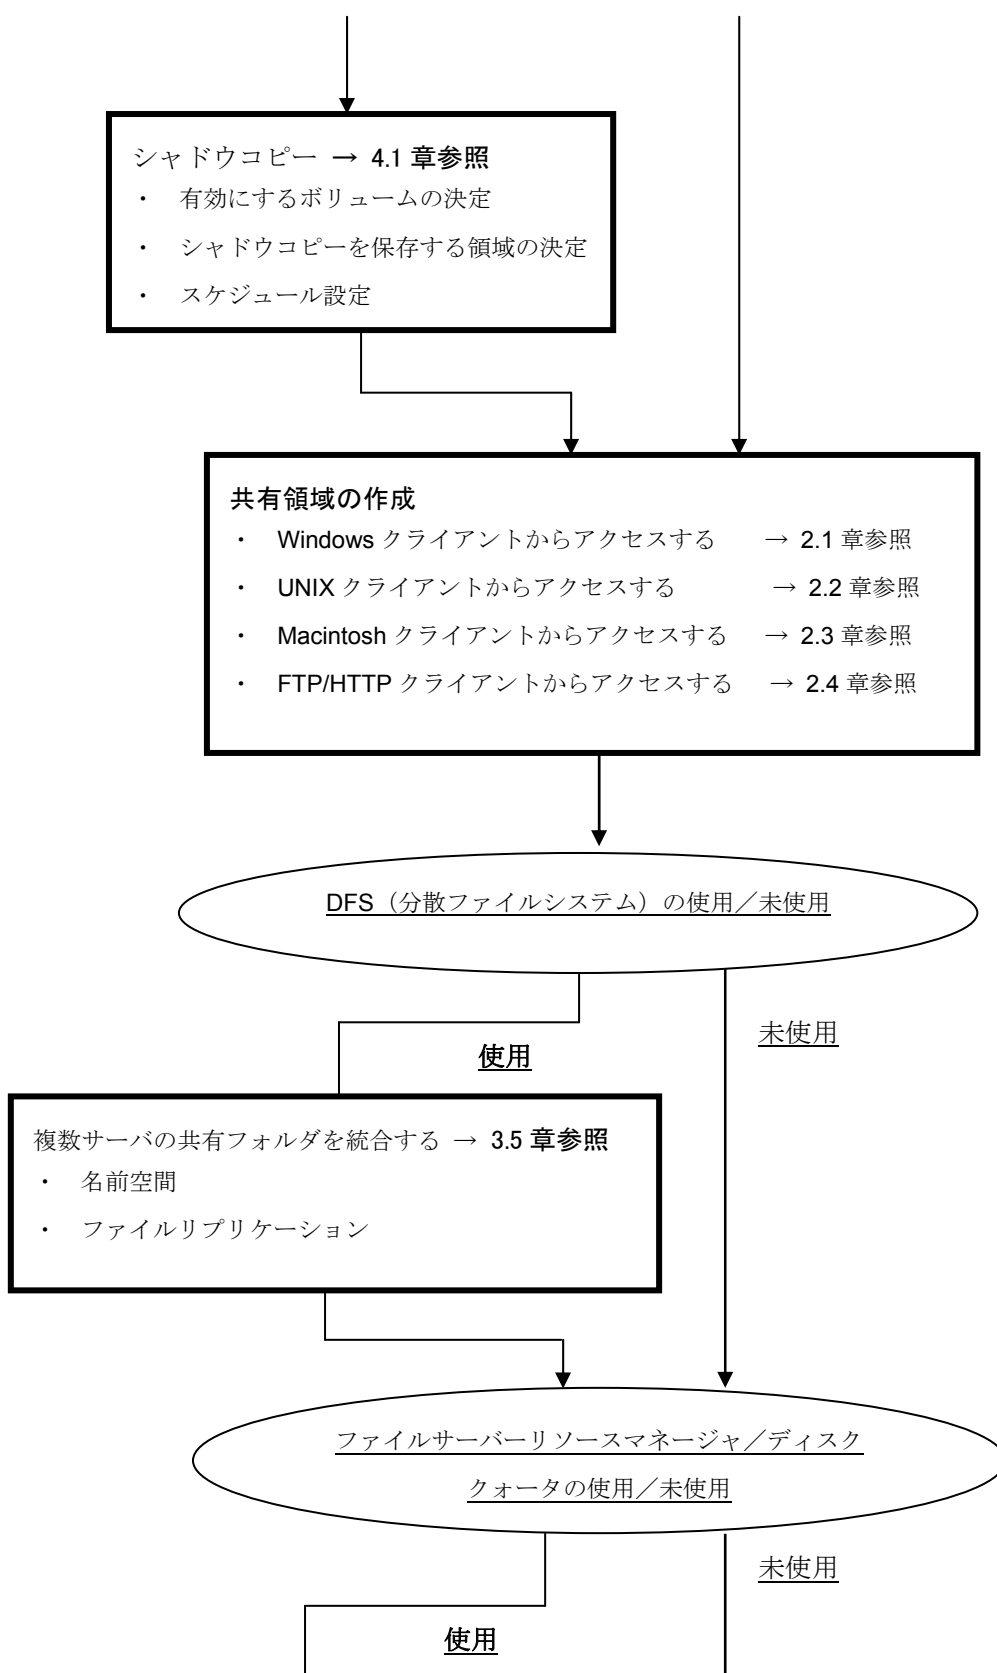 シャドウコピー → 4.1 章参照
・ 有効にするボリュームの決定
・ シャドウコピーを保存する領域の決定
・ スケジュール設定
共有領域の作成
・ Windows クライアントからアクセスする → 2.1 章参照
・ UNIX クライアントからアクセスする → 2.2 章参照
・ Macintosh クライアントからアクセスする → 2.3 章参照
・ FTP/HTTP クライアントからアクセスする → 2.4 章参照
DFS（分散ファイルシステム）の使用／未使用
未使用
使用
複数サーバの共有フォルダを統合する → 3.5 章参照
・ 名前空間
・ ファイルリプリケーション
ファイルサーバーリソースマネージャ／ディスク
クォータの使用／未使用
未使用
使用